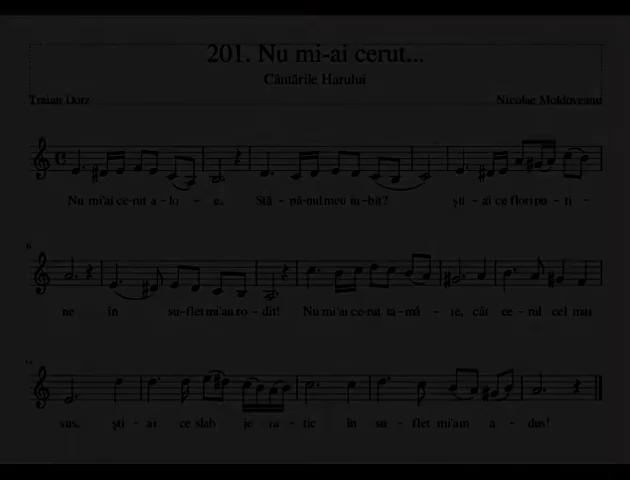 201. Nu mi-ai cerut...
Cântările Harului
Traian Dorz
Nicolae Moldoveanu
Nu mi'ai ce-rut a - lo - e, Stă - pâ-nul meu iu-bit? ști - ai ce flori pu - ți -
6
ne în su-flet mi'au ro - dit! Nu mi'ai ce-rut tă-mâ - ie, căt ce - rul cel mai
sus, ști - ai ce slab je - ra - tic în su - flet mi'am a - dus!